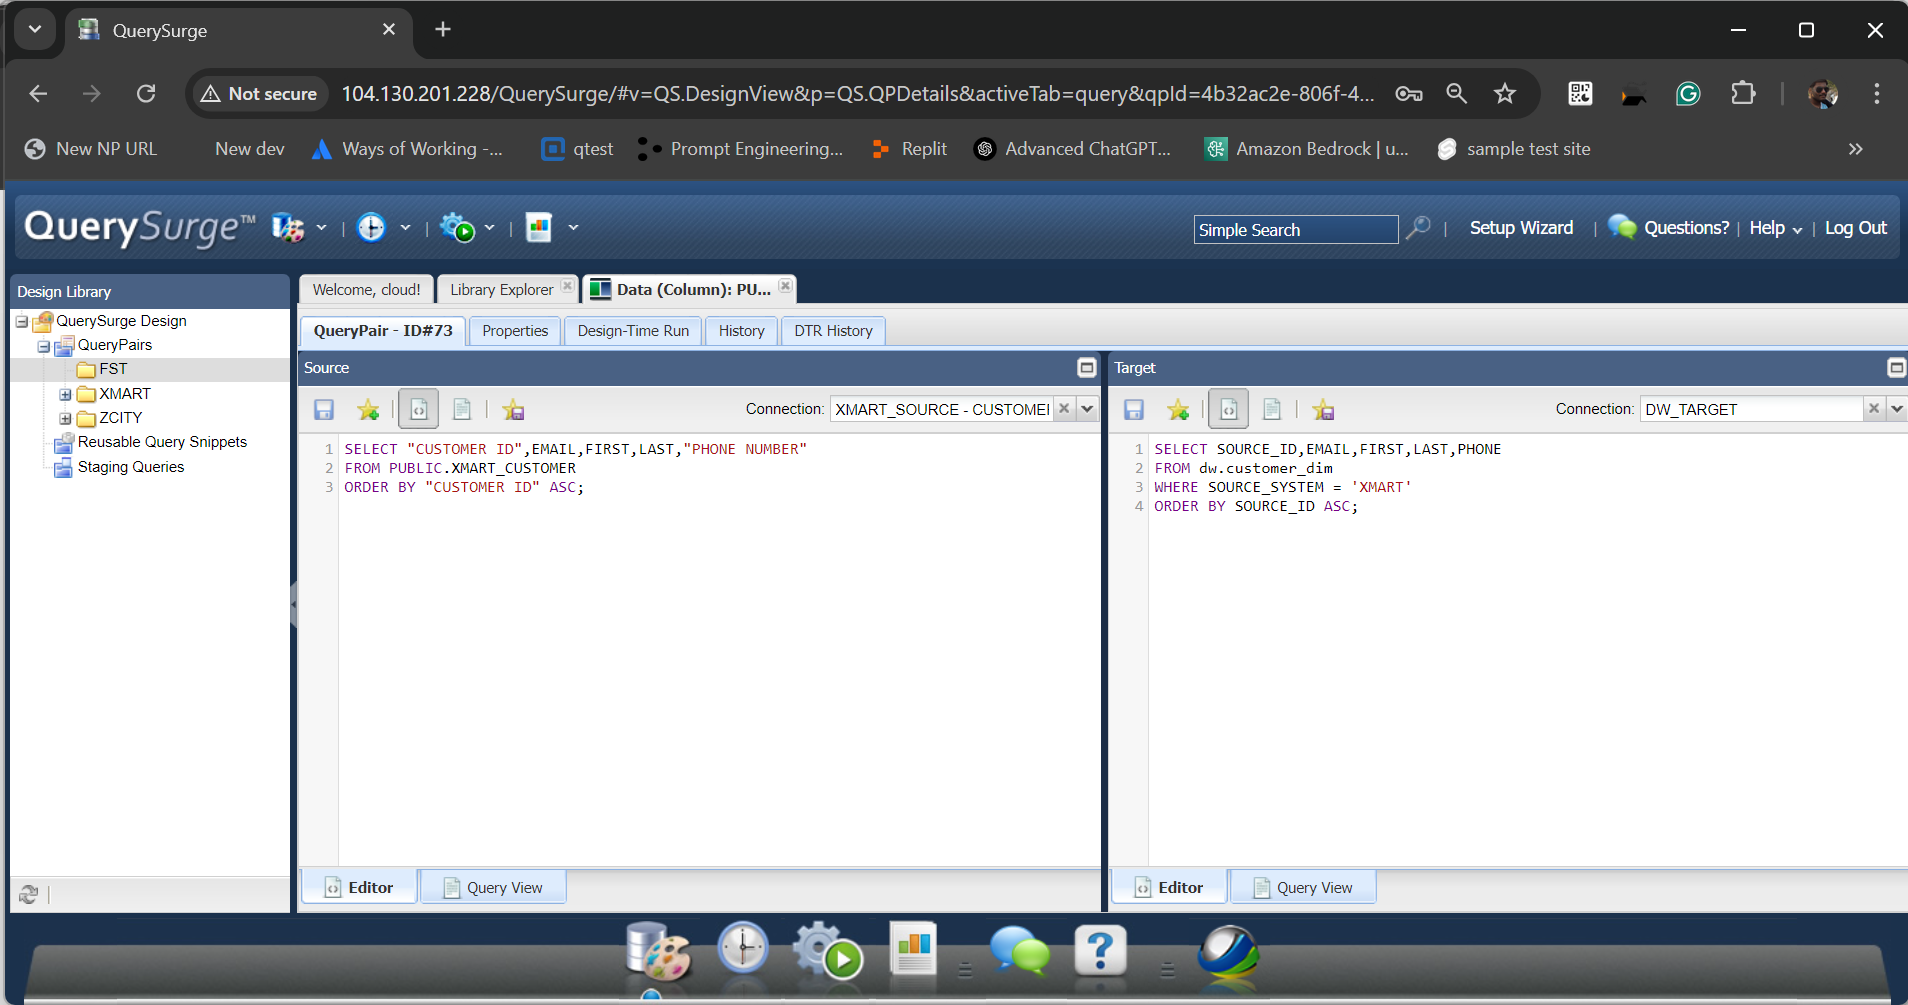 QuerySurge
Not secure
104.130.201.228/QuerySurge/#v=QS.DesignView&p=QS.QPDetails&activeTab=query&qpId=4b32ac2e-806f-4...
New NP URL
New dev
Ways of Working -...
qtest
Prompt Engineering...
Replit
Advanced ChatGPT...
Amazon Bedrock | u...
sample test site
QuerySurge™
Simple Search
Setup Wizard
Questions?
Help
Log Out
Design Library
QuerySurge Design
QueryPairs
FST
XMART
ZCITY
Reusable Query Snippets
Staging Queries
Welcome, cloud!
Library Explorer
Data (Column): PU...
QueryPair - ID#73
Properties
Design-Time Run
History
DTR History
Source
Connection: XMART_SOURCE - CUSTOMEI
1 SELECT "CUSTOMER ID",EMAIL,FIRST,LAST,"PHONE NUMBER"
2 FROM PUBLIC.XMART_CUSTOMER
3 ORDER BY "CUSTOMER ID" ASC;
Editor
Query View
Target
Connection: DW_TARGET
1 SELECT SOURCE_ID,EMAIL,FIRST,LAST,PHONE
2 FROM dw.customer_dim
3 WHERE SOURCE_SYSTEM = 'XMART'
4 ORDER BY SOURCE_ID ASC;
Editor
Query View